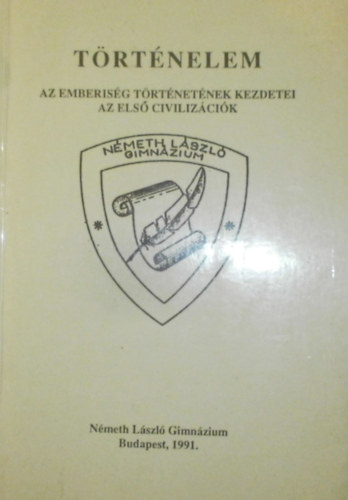 TÖRTÉNELEM
AZ EMBERISÉG TÖRTÉNETÉNEK KEZDETEI
AZ ELSŐ CIVILIZÁCIÓK
NÉMETH LÁSZLÓ
GIMNÁZIUM
Németh László Gimnázium
Budapest, 1991.